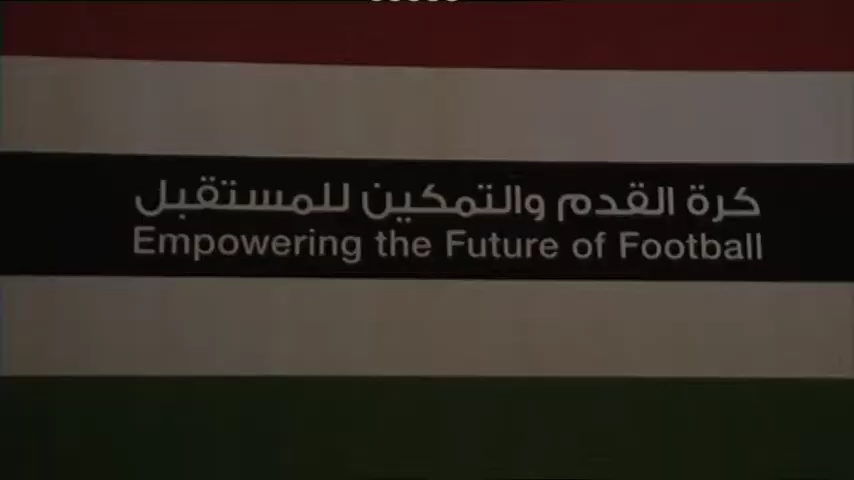 كرة القدم والتمكين للمستقبل
Empowering the Future of Football